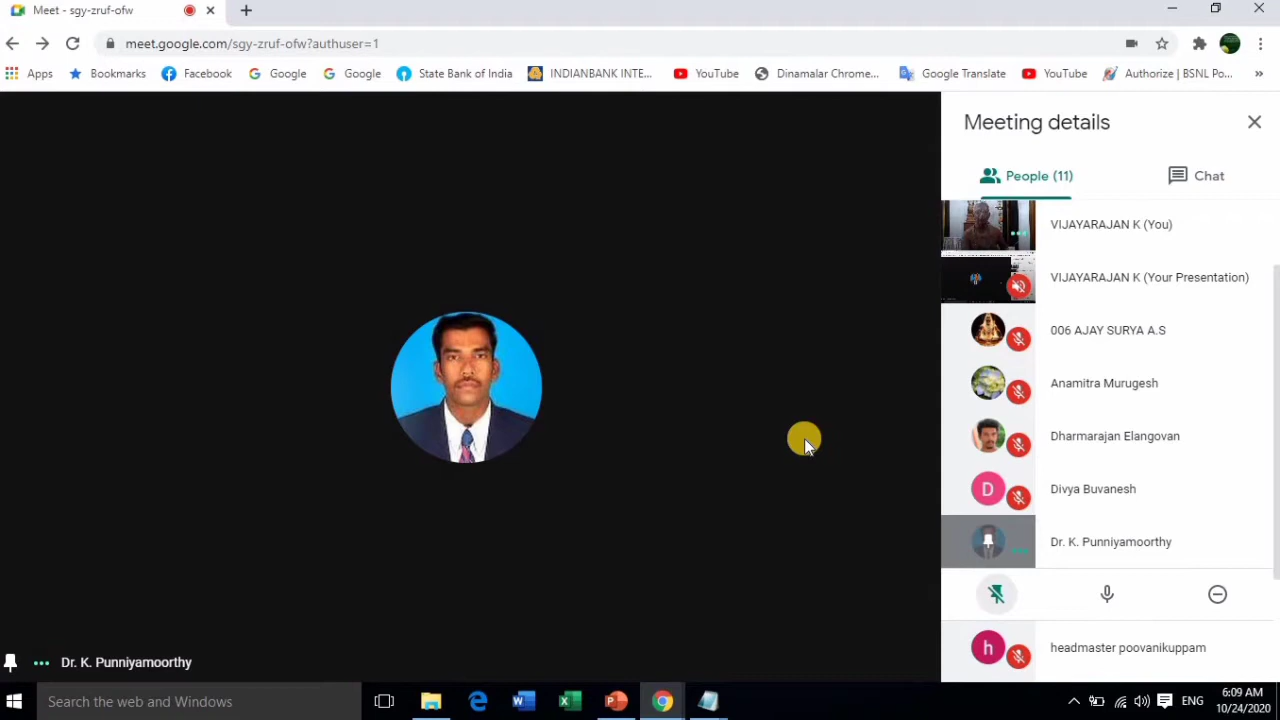 Meet - sgy-zruf-ofw
meet.google.com/sgy-zruf-ofw?authuser=1
Apps Bookmarks Facebook Google Google State Bank of India INDIANBANK INTE... YouTube Dinamalar Chrome... Google Translate YouTube Authorize | BSNL Po... »
Meeting details
People (11) Chat
VIJAYARAJAN K (You)
VIJAYARAJAN K (Your Presentation)
006 AJAY SURYA A.S
Anamitra Murugesh
Dharmarajan Elangovan
D Divya Buvanesh
Dr. K. Punniyamoorthy
h headmaster poovanikuppam
Dr. K. Punniyamoorthy
Search the web and Windows
ENG
6:09 AM
10/24/2020